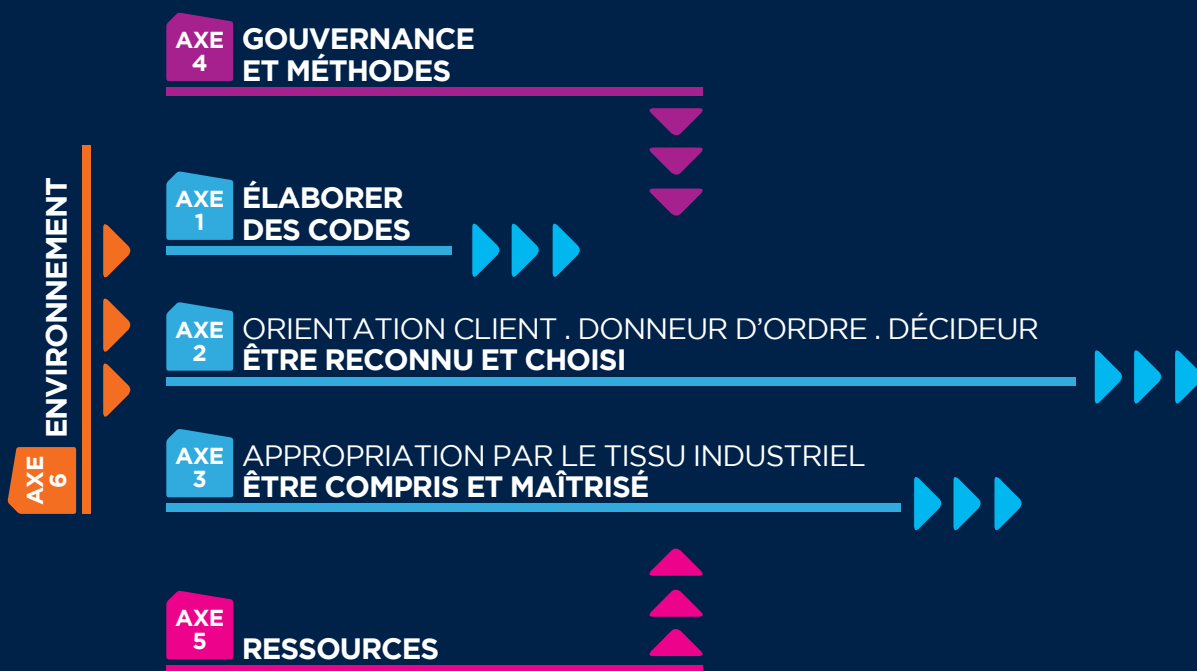 AXE 4
GOUVERNANCE
ET MÉTHODES
AXE 6
ENVIRONNEMENT
AXE 1
ÉLABORER
DES CODES
AXE 2
ORIENTATION CLIENT . DONNEUR D'ORDRE . DÉCIDEUR
ÊTRE RECONNU ET CHOISI
AXE 3
APPROPRIATION PAR LE TISSU INDUSTRIEL
ÊTRE COMPRIS ET MAÎTRISÉ
AXE 5
RESSOURCES